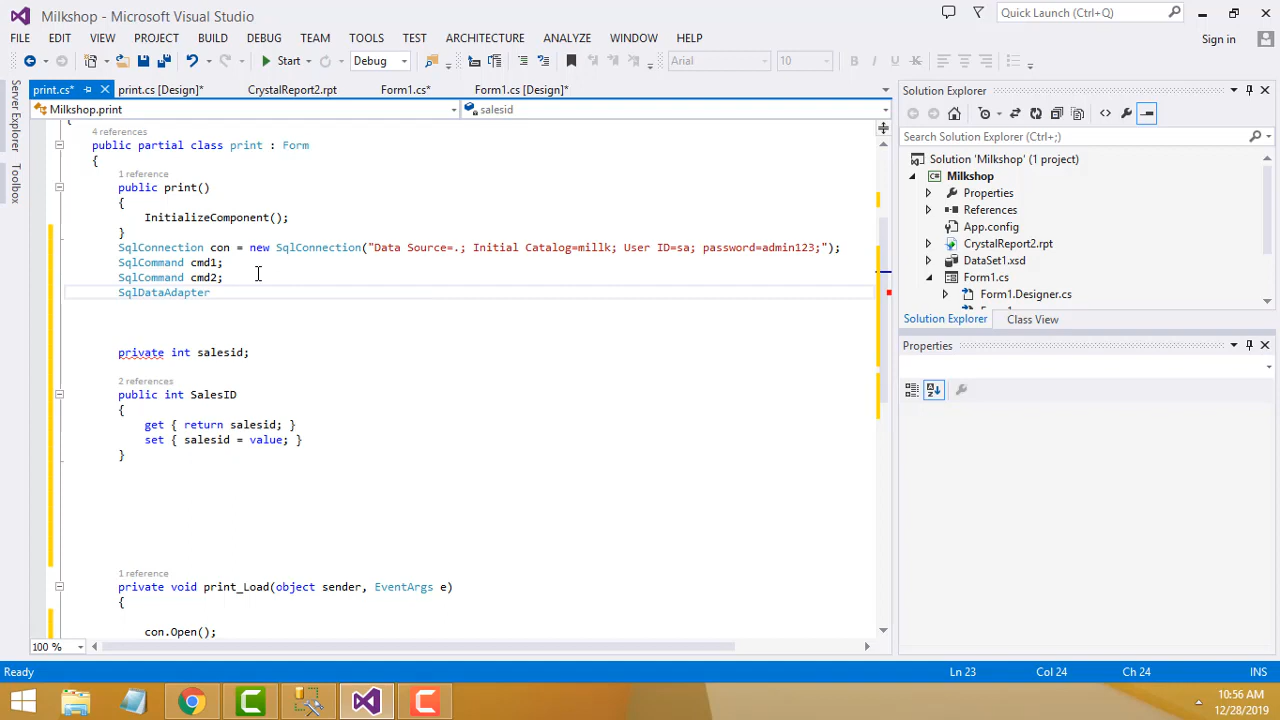 Milkshop - Microsoft Visual Studio
Quick Launch (Ctrl+Q)
FILE EDIT VIEW PROJECT BUILD DEBUG TEAM TOOLS TEST ARCHITECTURE ANALYZE WINDOW HELP
Sign in
Start
Debug
Arial
10
print.cs* print.cs [Design]* CrystalReport2.rpt Form1.cs* Form1.cs [Design]*
Milkshop.print
salesid
Server Explorer
Toolbox
4 references
public partial class print : Form
{
1 reference
public print()
{
InitializeComponent();
}
SqlConnection con = new SqlConnection("Data Source=.; Initial Catalog=millk; User ID=sa; password=admin123;");
SqlCommand cmd1;
SqlCommand cmd2;
SqlDataAdapter
private int salesid;
2 references
public int SalesID
{
get { return salesid; }
set { salesid = value; }
}
1 reference
private void print_Load(object sender, EventArgs e)
{
con.Open();
100 %
Solution Explorer
Search Solution Explorer (Ctrl+;)
Solution 'Milkshop' (1 project)
Milkshop
Properties
References
App.config
CrystalReport2.rpt
DataSet1.xsd
Form1.cs
Form1.Designer.cs
Solution Explorer Class View
Properties
Ready
Ln 23
Col 24
Ch 24
INS
10:56 AM
12/28/2019